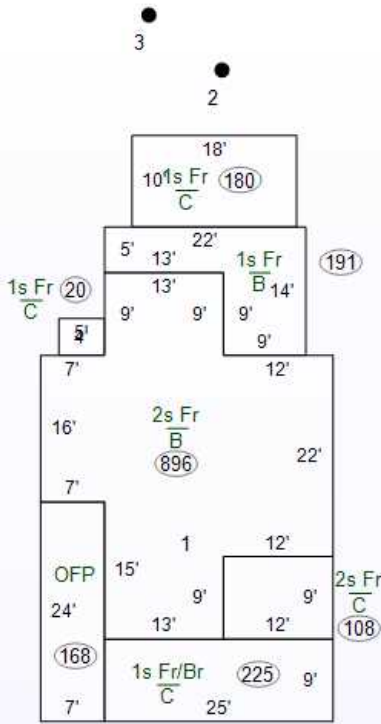 3
2
18'
10' 1s Fr 180
C
22'
5' 13' 1s Fr 191
B
1s Fr 20 13' 14'
C
5' 9' 9' 9'
4'
9'
7' 12'
2s Fr
16' B 22'
896
7'
1 12'
OFP 15' 2s Fr
24' 9' 9' C
13' 12' 108
168 1s Fr/Br 225 9'
C
7' 25'